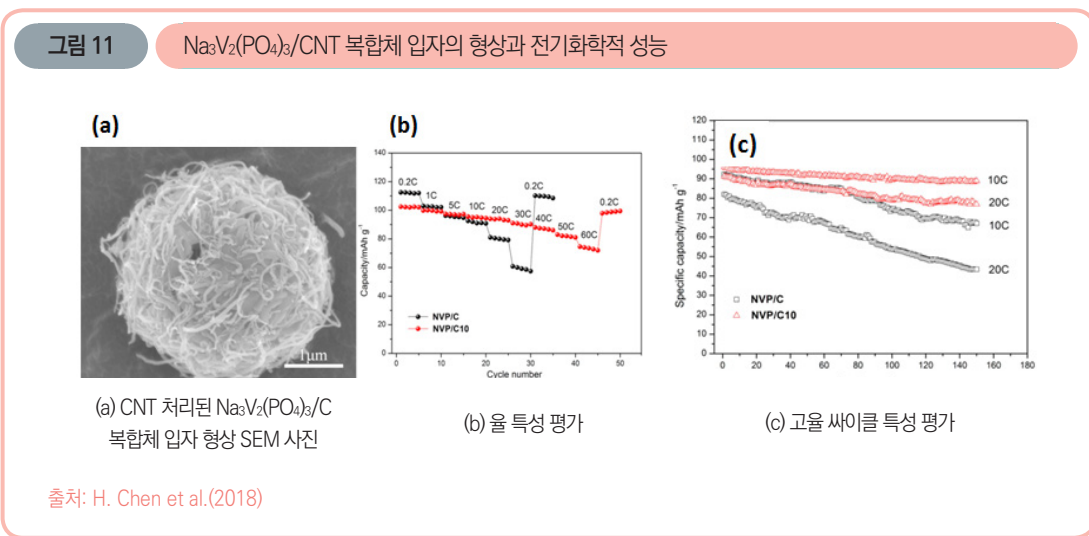 그림 11
Na₃V₂(PO₄)₃/CNT 복합체 입자의 형상과 전기화학적 성능
(a)
1μm
(a) CNT 처리된 Na₃V₂(PO₄)₃/C
복합체 입자 형상 SEM 사진
(b)
140
120
100
80
60
40
20
0
Capacity/mAh g⁻¹
0.2C
1C
5C
10C
20C
30C
0.2C
40C
50C
60C
0.2C
NVP/C
NVP/C10
0 10 20 30 40 50
Cycle number
(b) 율 특성 평가
(c)
120
110
100
90
80
70
60
50
40
30
20
10
0
Specific capacity/mAh g⁻¹
10C
20C
10C
20C
NVP/C
NVP/C10
0 20 40 60 80 100 120 140 160 180
(c) 고율 싸이클 특성 평가
출처: H. Chen et al.(2018)